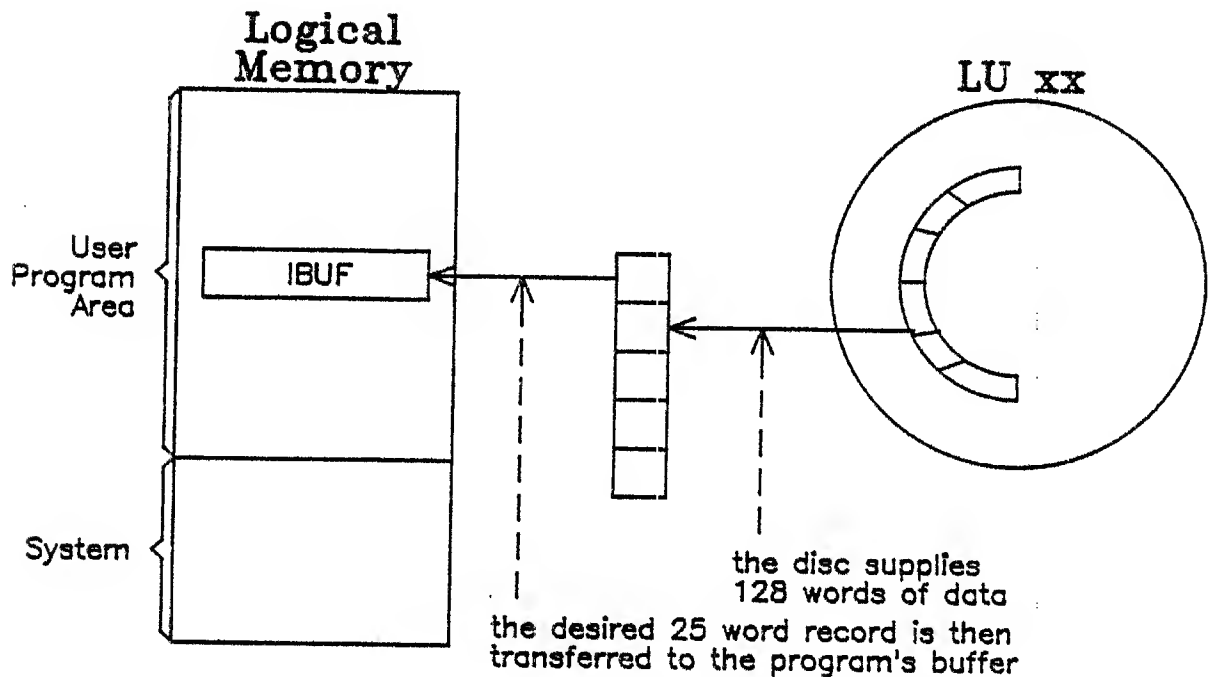 Logical
Memory
LU xx
User
Program
Area
IBUF
System
the disc supplies
128 words of data
the desired 25 word record is then
transferred to the program's buffer